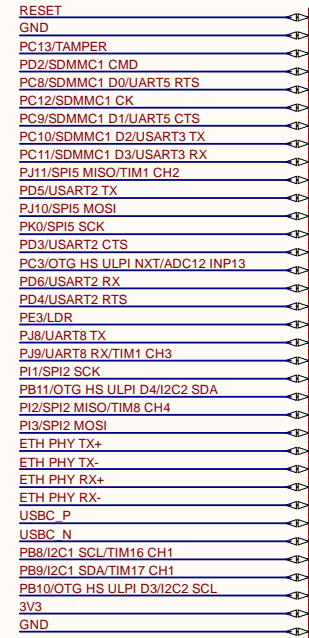 RESET
GND
PC13/TAMPER
PD2/SDMMC1 CMD
PC8/SDMMC1 D0/UART5 RTS
PC12/SDMMC1 CK
PC9/SDMMC1 D1/UART5 CTS
PC10/SDMMC1 D2/USART3 TX
PC11/SDMMC1 D3/USART3 RX
PJ11/SPI5 MISO/TIM1 CH2
PD5/USART2 TX
PJ10/SPI5 MOSI
PK0/SPI5 SCK
PD3/USART2 CTS
PC3/OTG HS ULPI NXT/ADC12 INP13
PD6/USART2 RX
PD4/USART2 RTS
PE3/LDR
PJ8/UART8 TX
PJ9/UART8 RX/TIM1 CH3
PI1/SPI2 SCK
PB11/OTG HS ULPI D4/I2C2 SDA
PI2/SPI2 MISO/TIM8 CH4
PI3/SPI2 MOSI
ETH PHY TX+
ETH PHY TX-
ETH PHY RX+
ETH PHY RX-
USBC_P
USBC_N
PB8/I2C1 SCL/TIM16 CH1
PB9/I2C1 SDA/TIM17 CH1
PB10/OTG HS ULPI D3/I2C2 SCL
3V3
GND